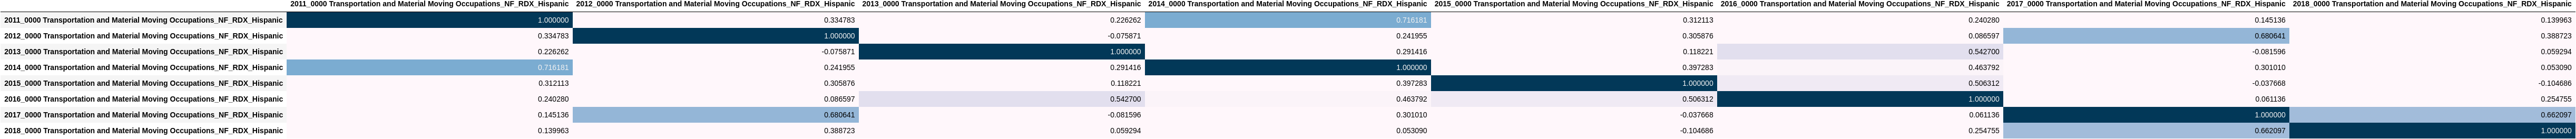 2011_0000 Transportation and Material Moving Occupations_NF_RDX_Hispanic 2012_0000 Transportation and Material Moving Occupations_NF_RDX_Hispanic 2013_0000 Transportation and Material Moving Occupations_NF_RDX_Hispanic 2014_0000 Transportation and Material Moving Occupations_NF_RDX_Hispanic 2015_0000 Transportation and Material Moving Occupations_NF_RDX_Hispanic 2016_0000 Transportation and Material Moving Occupations_NF_RDX_Hispanic 2017_0000 Transportation and Material Moving Occupations_NF_RDX_Hispanic 2018_0000 Transportation and Material Moving Occupations_NF_RDX_Hispanic
2011_0000 Transportation and Material Moving Occupations_NF_RDX_Hispanic 1.000000 0.334783 0.226262 0.716181 0.312113 0.240280 0.145136 0.139963
2012_0000 Transportation and Material Moving Occupations_NF_RDX_Hispanic 0.334783 1.000000 -0.075871 0.241955 0.305876 0.086597 0.680641 0.388723
2013_0000 Transportation and Material Moving Occupations_NF_RDX_Hispanic 0.226262 -0.075871 1.000000 0.291416 0.118221 0.542700 -0.081596 0.059294
2014_0000 Transportation and Material Moving Occupations_NF_RDX_Hispanic 0.716181 0.241955 0.291416 1.000000 0.397283 0.463792 0.301010 0.053090
2015_0000 Transportation and Material Moving Occupations_NF_RDX_Hispanic 0.312113 0.305876 0.118221 0.397283 1.000000 0.506312 -0.037668 -0.104686
2016_0000 Transportation and Material Moving Occupations_NF_RDX_Hispanic 0.240280 0.086597 0.542700 0.463792 0.506312 1.000000 0.061136 0.254755
2017_0000 Transportation and Material Moving Occupations_NF_RDX_Hispanic 0.145136 0.680641 -0.081596 0.301010 -0.037668 0.061136 1.000000 0.662097
2018_0000 Transportation and Material Moving Occupations_NF_RDX_Hispanic 0.139963 0.388723 0.059294 0.053090 -0.104686 0.254755 0.662097 1.000000